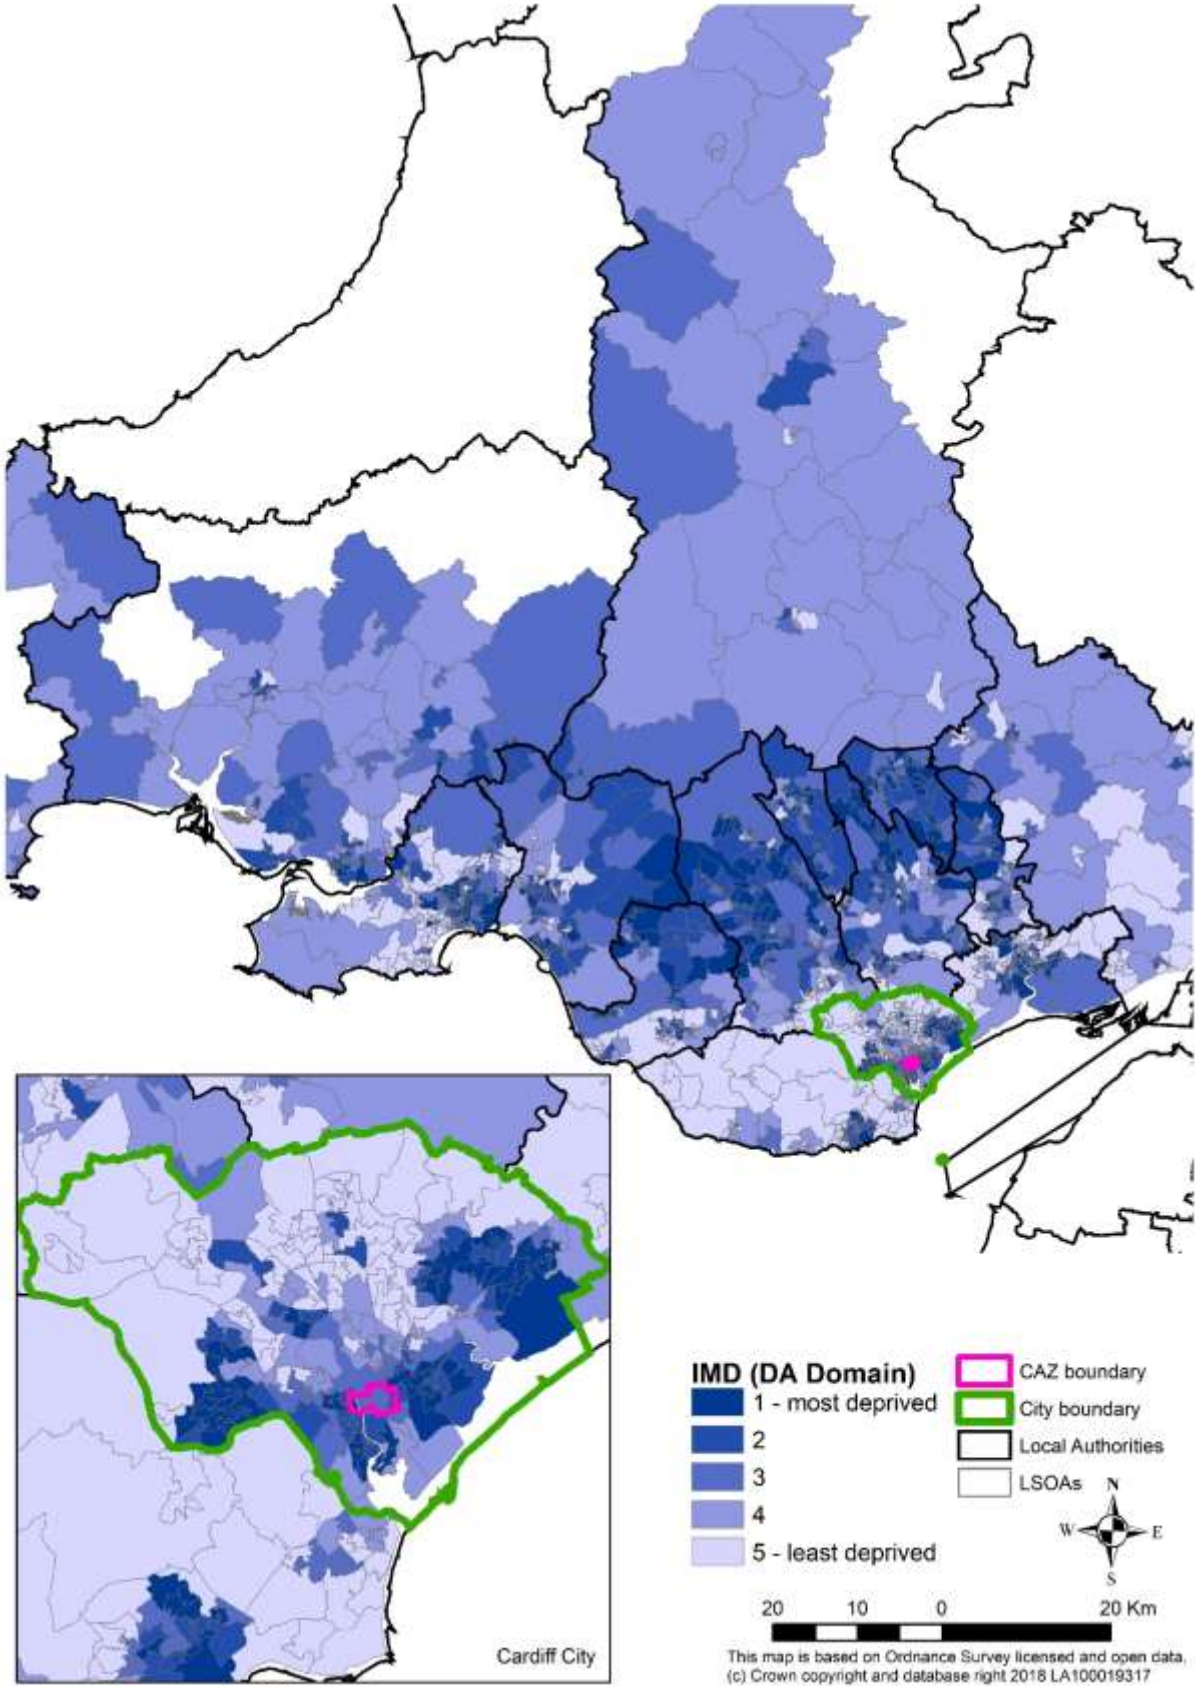 Cardiff City
IMD (DA Domain)
1 - most deprived
2
3
4
5 - least deprived
CAZ boundary
City boundary
Local Authorities
LSOAs
N
W
E
S
20 10 0 20 Km
This map is based on Ordnance Survey licensed and open data.
(c) Crown copyright and database right 2018 LA100019317